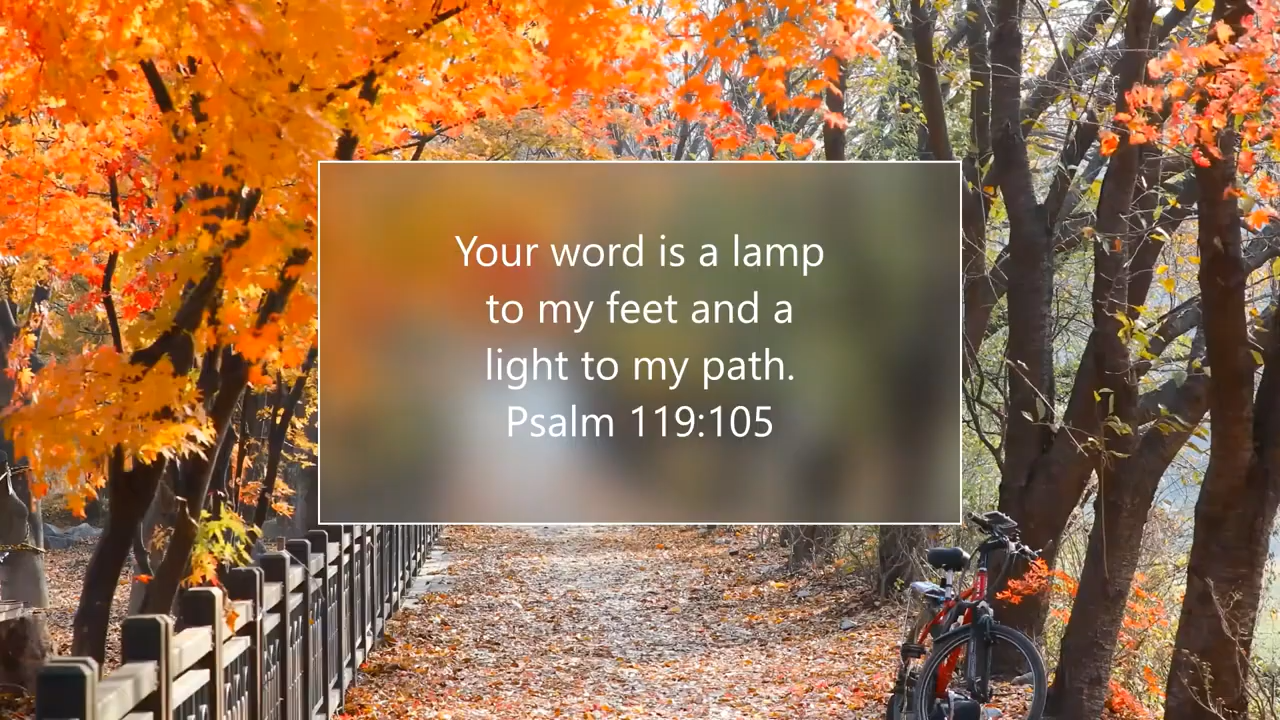 Your word is a lamp
to my feet and a
light to my path.
Psalm 119:105